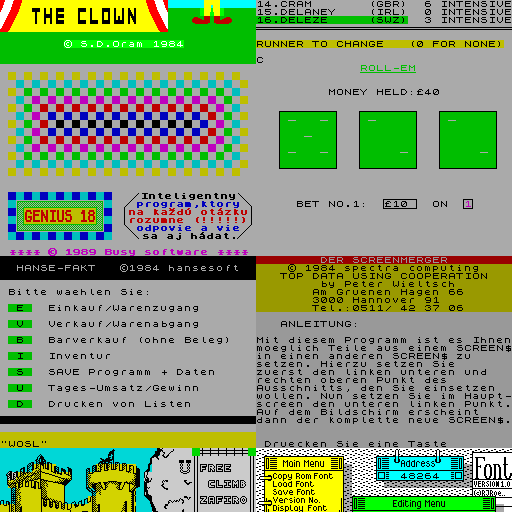 THE CLOWN
© S.D.Oram 1984
14.CRAM (GBR) 6 INTENSIVE
15.DELANEY (IRL) 0 INTENSIVE
16.DELEZE (SWZ) 3 INTENSIVE
RUNNER TO CHANGE (0 FOR NONE)
C
ROLL-EM
MONEY HELD:£40
BET NO.1: £10 ON 1
GENIUS 18
Inteligentny
program,ktory
na každú otázku
rozumne (!!!!!)
odpovie a vie
sa aj hádat.
**** © 1989 Busy software ****
HANSE-FAKT ©1984 hansesoft
Bitte waehlen Sie:
E Einkauf/Warenzugang
V Verkauf/Warenabgang
B Barverkauf (ohne Beleg)
I Inventur
S SAVE Programm + Daten
U Tages-Umsatz/Gewinn
D Drucken von Listen
DER SCREENMERGER
© 1984 spectra computing
TOP DATA USING COOPERATION
by Peter Wieltsch
Am Gruenen Hagen 66
3000 Hannover 91
Tel.:0511/ 42 37 06
ANLEITUNG:
Mit diesem Programm ist es Ihnen
moeglich Teile aus einem SCREEN$
in einen anderen SCREEN$ zu
setzen. Hierzu setzen Sie
zuerst den linken unteren und
rechten oberen Punkt des
Ausschnitts, den Sie einsetzen
wollen. Nun setzen Sie im Haupt-
screen den unteren linken Punkt.
Auf dem Bildschirm erscheint
dann der komplette neue SCREEN$.
Druecken Sie eine Taste
"WOSL"
FREE
CLIMB
ZAFIRO
Main Menu
Copy Rom Font
Load Font
Save Font
Version No.
Display Font
Address
48264
Editing Menu
Font
VERSION 1.0